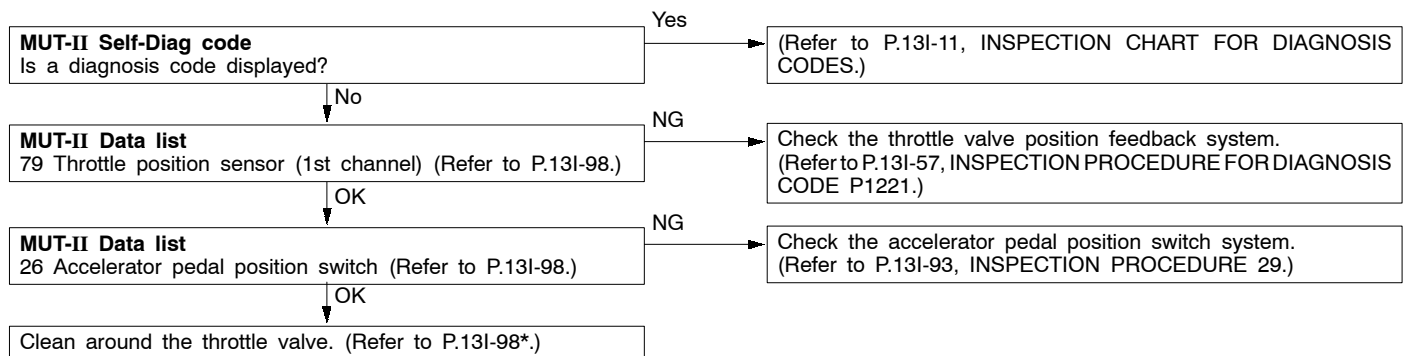 Yes
MUT-II Self-Diag code
Is a diagnosis code displayed?
(Refer to P.13I-11, INSPECTION CHART FOR DIAGNOSIS
CODES.)
No
MUT-II Data list
79 Throttle position sensor (1st channel) (Refer to P.13I-98.)
NG
Check the throttle valve position feedback system.
(Refer to P.13I-57, INSPECTION PROCEDURE FOR DIAGNOSIS
CODE P1221.)
OK
MUT-II Data list
26 Accelerator pedal position switch (Refer to P.13I-98.)
NG
Check the accelerator pedal position switch system.
(Refer to P.13I-93, INSPECTION PROCEDURE 29.)
OK
Clean around the throttle valve. (Refer to P.13I-98*.)